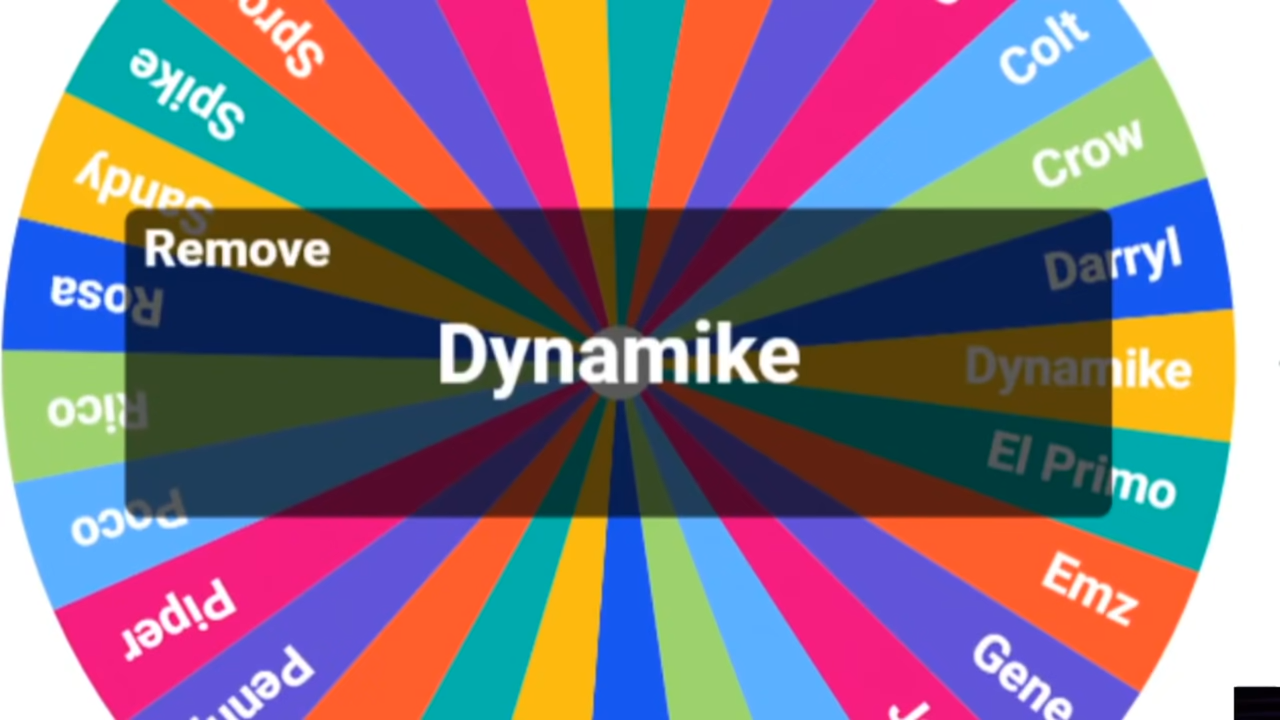 Remove
Dynamike
Colt
Crow
Darryl
Dynamike
El Primo
Emz
Gene
Piper
Poco
Rico
Rosa
Sandy
Spike